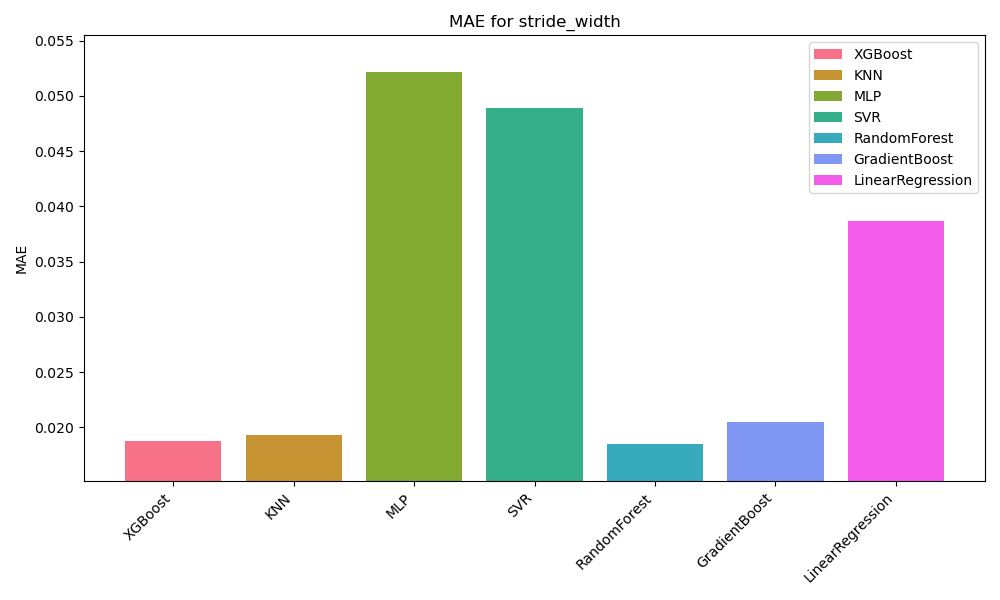 MAE for stride_width
MAE
0.055
0.050
0.045
0.040
0.035
0.030
0.025
0.020
XGBoost
KNN
MLP
SVR
RandomForest
GradientBoost
LinearRegression
XGBoost
KNN
MLP
SVR
RandomForest
GradientBoost
LinearRegression